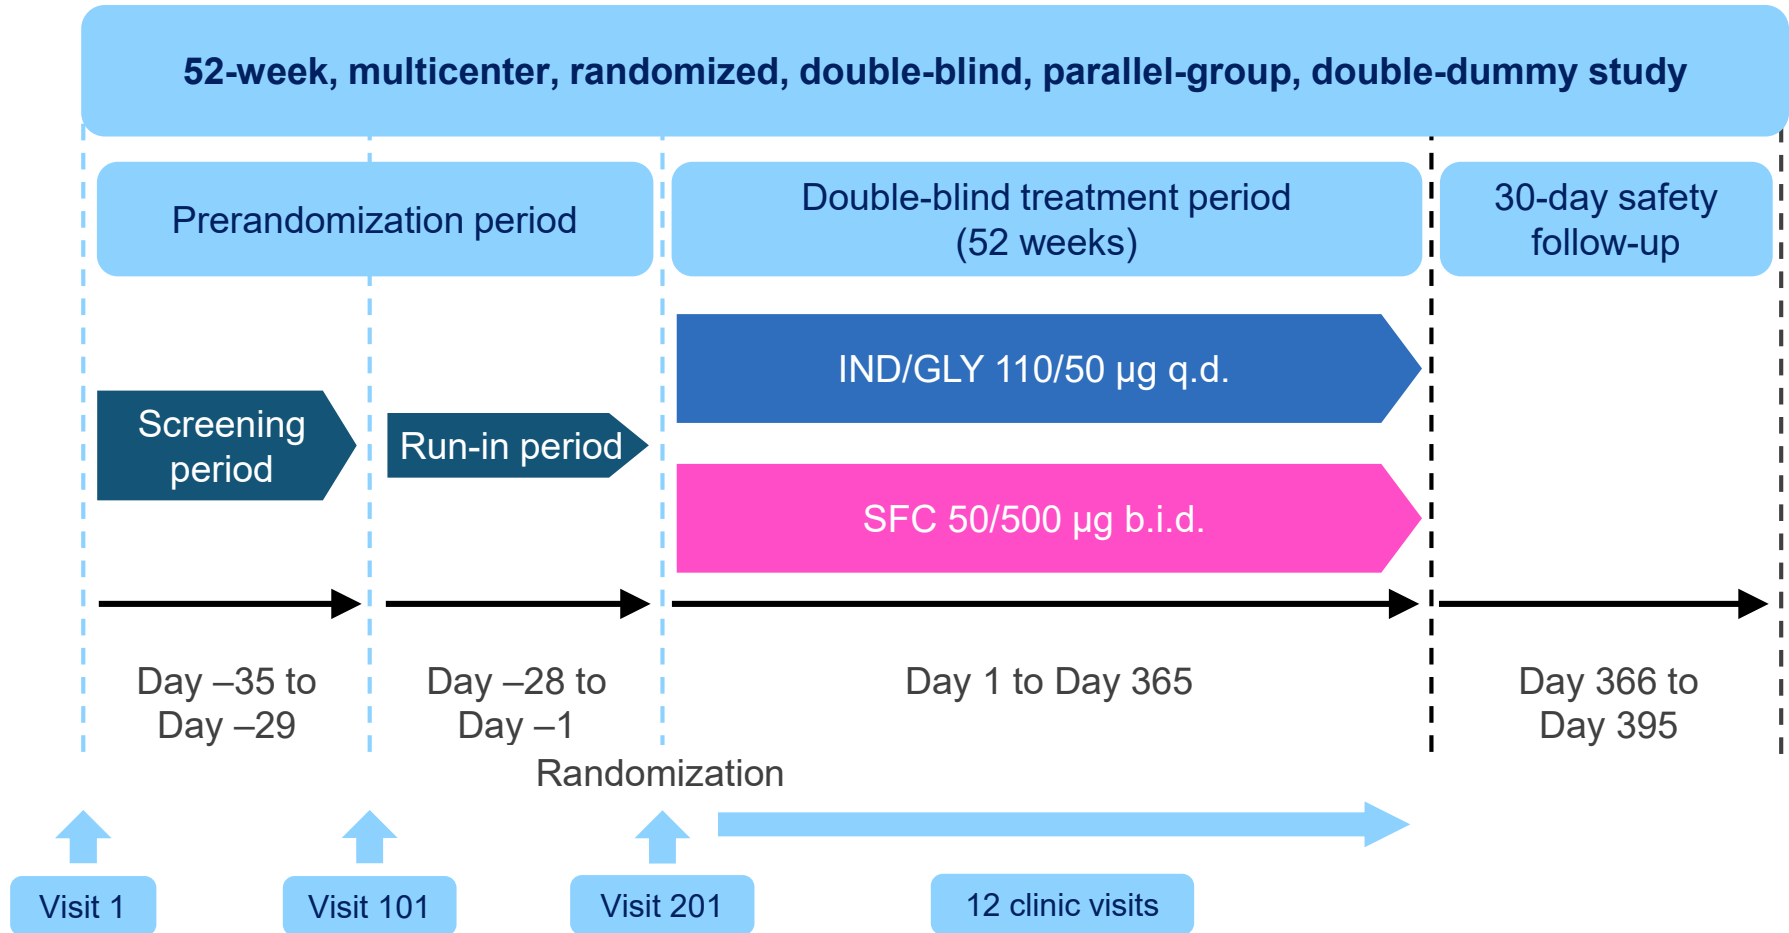 52-week, multicenter, randomized, double-blind, parallel-group, double-dummy study
Prerandomization period
Double-blind treatment period
(52 weeks)
30-day safety
follow-up
Screening
period
Run-in period
IND/GLY 110/50 µg q.d.
SFC 50/500 µg b.i.d.
Day –35 to
Day –29
Day –28 to
Day –1
Day 1 to Day 365
Day 366 to
Day 395
Randomization
Visit 1
Visit 101
Visit 201
12 clinic visits